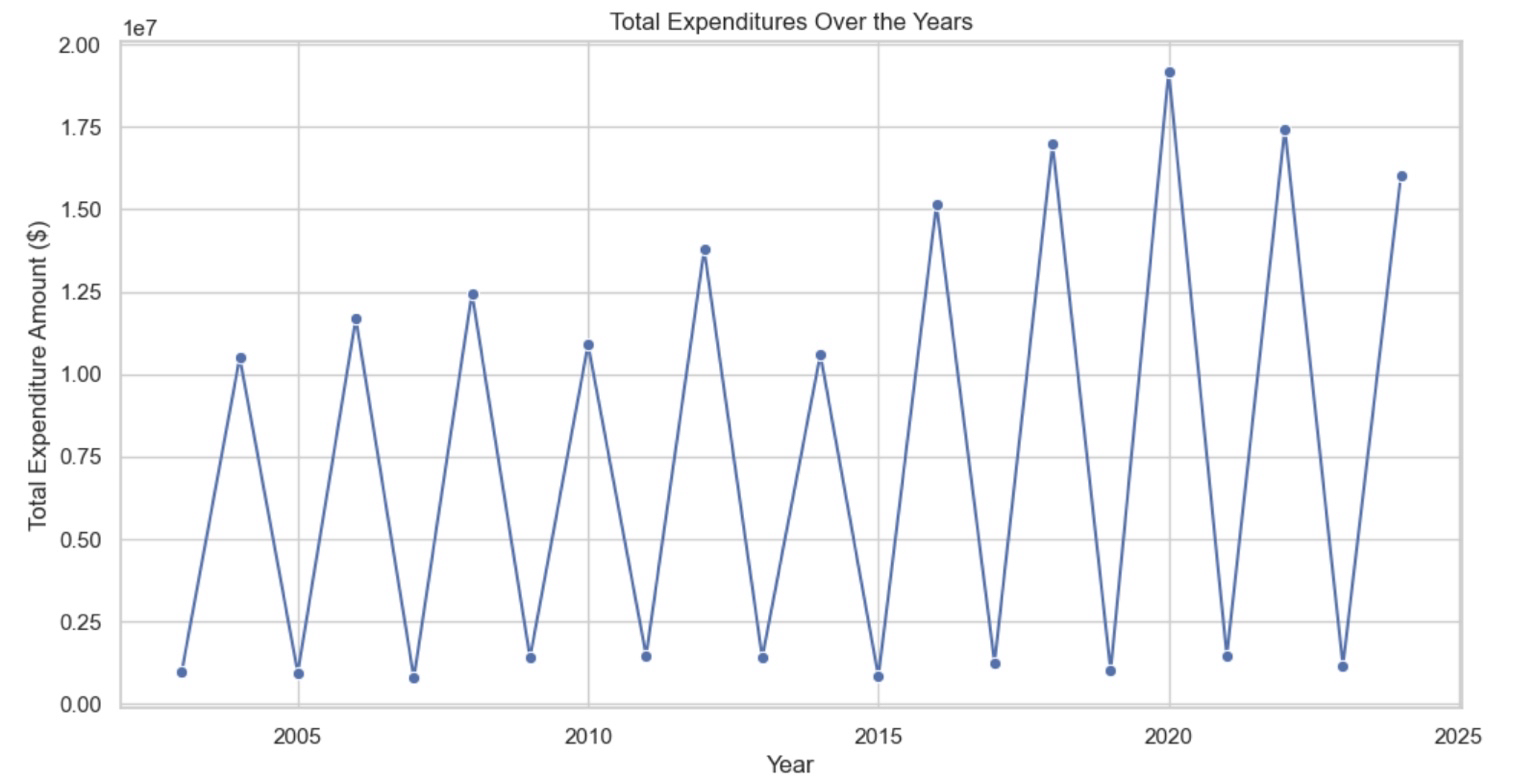 Total Expenditures Over the Years
1e7
2.00
1.75
1.50
1.25
1.00
0.75
0.50
0.25
0.00
Total Expenditure Amount ($)
2005 2010 2015 2020 2025
Year